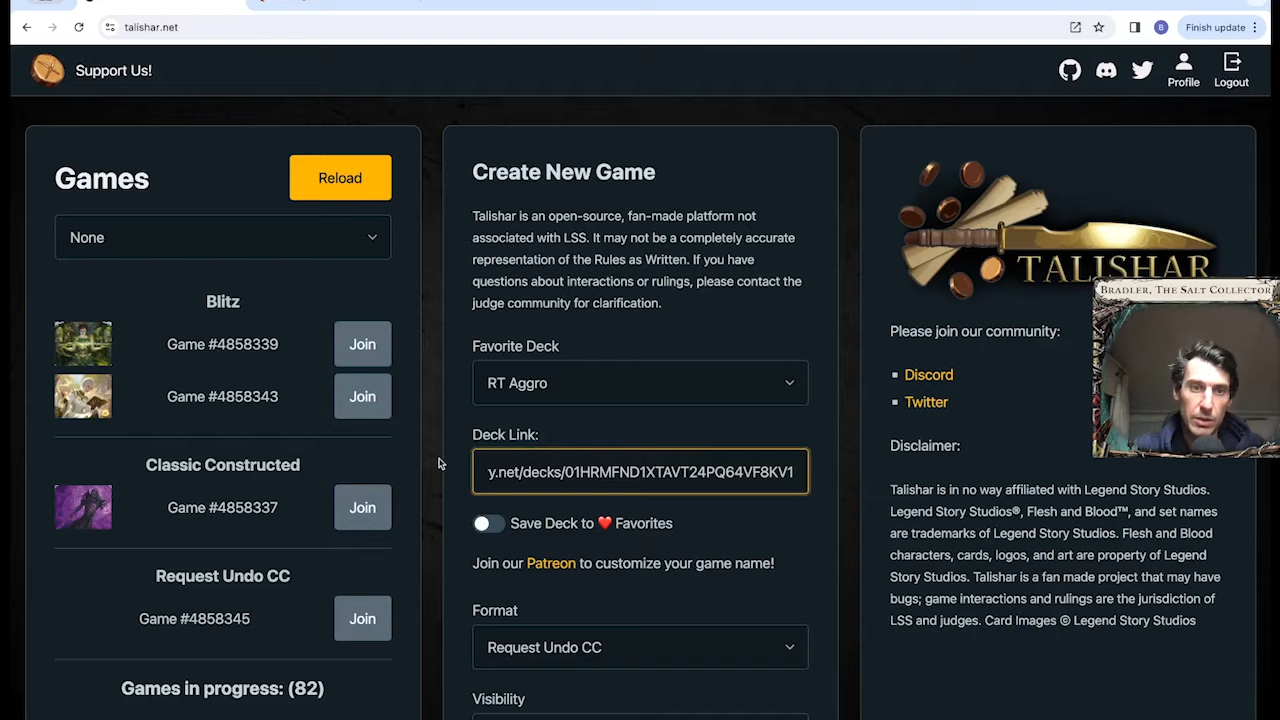 talishar.net
B
Finish update
Support Us!
Profile
Logout
Games
Reload
None
Blitz
Game #4858339
Join
Game #4858343
Join
Classic Constructed
Game #4858337
Join
Request Undo CC
Game #4858345
Join
Games in progress: (82)
Create New Game
Talishar is an open-source, fan-made platform not
associated with LSS. It may not be a completely accurate
representation of the Rules as Written. If you have
questions about interactions or rulings, please contact the
judge community for clarification.
Favorite Deck
RT Aggro
Deck Link:
y.net/decks/01HRMFND1XTAVT24PQ64VF8KV1
Save Deck to ❤️ Favorites
Join our Patreon to customize your game name!
Format
Request Undo CC
Visibility
TALISHAR
Bradler, The Salt Collector
Please join our community:
▪ Discord
▪ Twitter
Disclaimer:
Talishar is in no way affiliated with Legend Story Studios.
Legend Story Studios®, Flesh and Blood™, and set names
are trademarks of Legend Story Studios. Flesh and Blood
characters, cards, logos, and art are property of Legend
Story Studios. Talishar is a fan made project that may have
bugs; game interactions and rulings are the jurisdiction of
LSS and judges. Card Images © Legend Story Studios